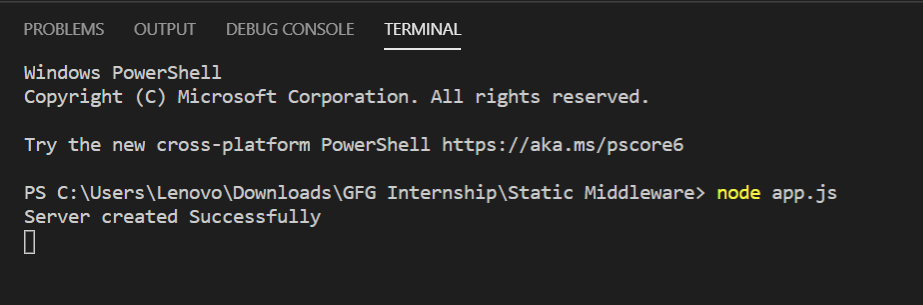 PROBLEMS OUTPUT DEBUG CONSOLE TERMINAL
Windows PowerShell
Copyright (C) Microsoft Corporation. All rights reserved.
Try the new cross-platform PowerShell https://aka.ms/pscore6
PS C:\Users\Lenovo\Downloads\GFG Internship\Static Middleware> node app.js
Server created Successfully